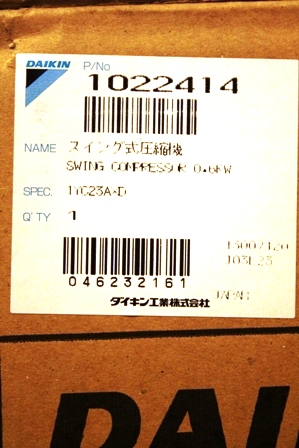 DAIKIN P/No
1022414
NAME スイング式圧縮機
SWING COMPRESSOR 0.6KW
SPEC. 1YC23A*D
Q'TY 1
046232161
ダイキン工業株式会社
JAPAN
DAI